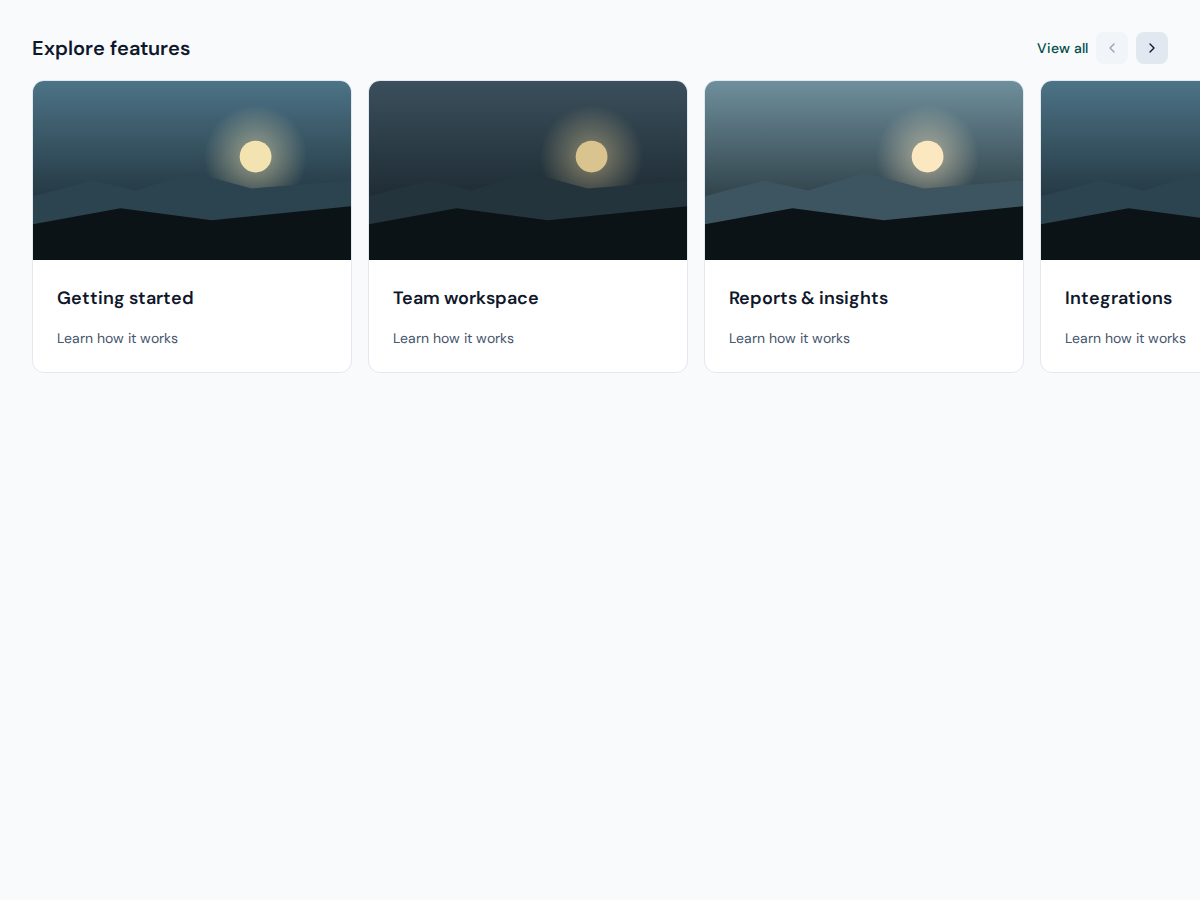 Explore features
View all
Getting started
Learn how it works
Team workspace
Learn how it works
Reports & insights
Learn how it works
Integrations
Learn how it works